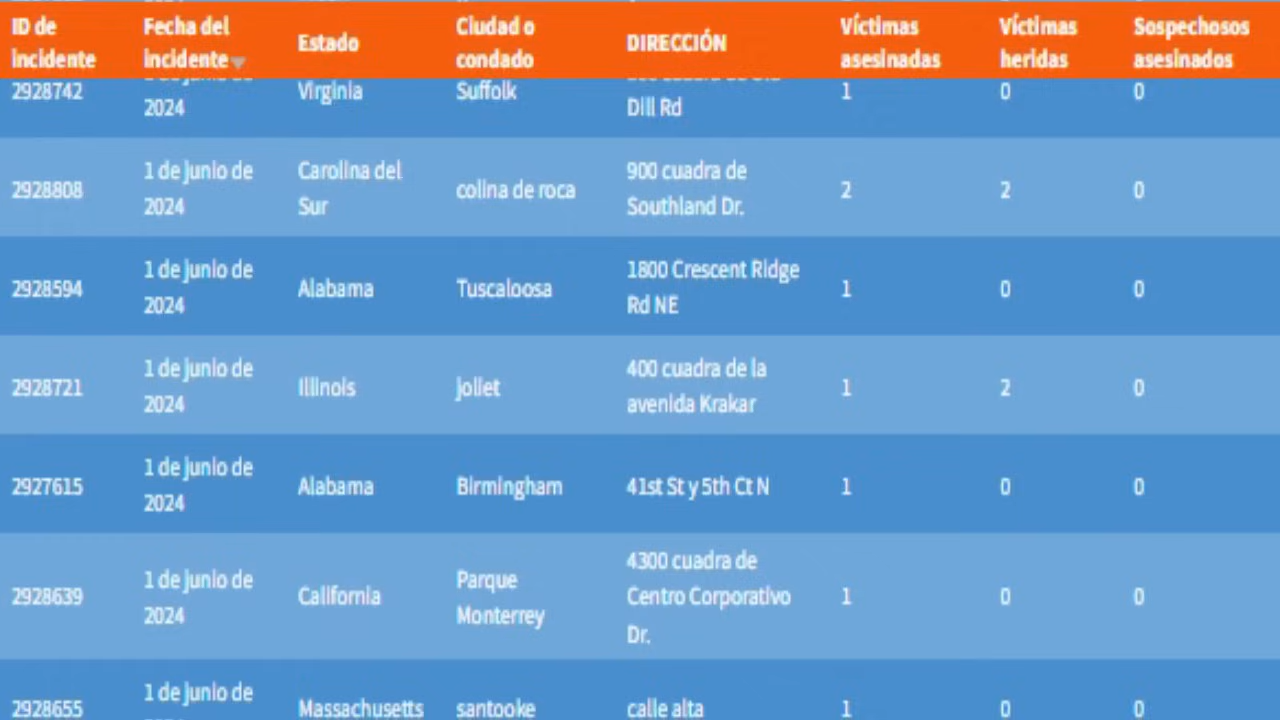 ID de incidente Fecha del incidente Estado Ciudad o condado DIRECCIÓN Víctimas asesinadas Víctimas heridas Sospechosos asesinados
2928742 2024 Virginia Suffolk Dill Rd 1 0 0
2928808 1 de junio de 2024 Carolina del Sur colina de roca 900 cuadra de Southland Dr. 2 2 0
2928594 1 de junio de 2024 Alabama Tuscaloosa 1800 Crescent Ridge Rd NE 1 0 0
2928721 1 de junio de 2024 Illinois joliet 400 cuadra de la avenida Krakar 1 2 0
2927615 1 de junio de 2024 Alabama Birmingham 41st St y 5th Ct N 1 0 0
2928639 1 de junio de 2024 California Parque Monterrey 4300 cuadra de Centro Corporativo Dr. 1 0 0
2928655 1 de junio de Massachusetts santooke calle alta 1 0 0